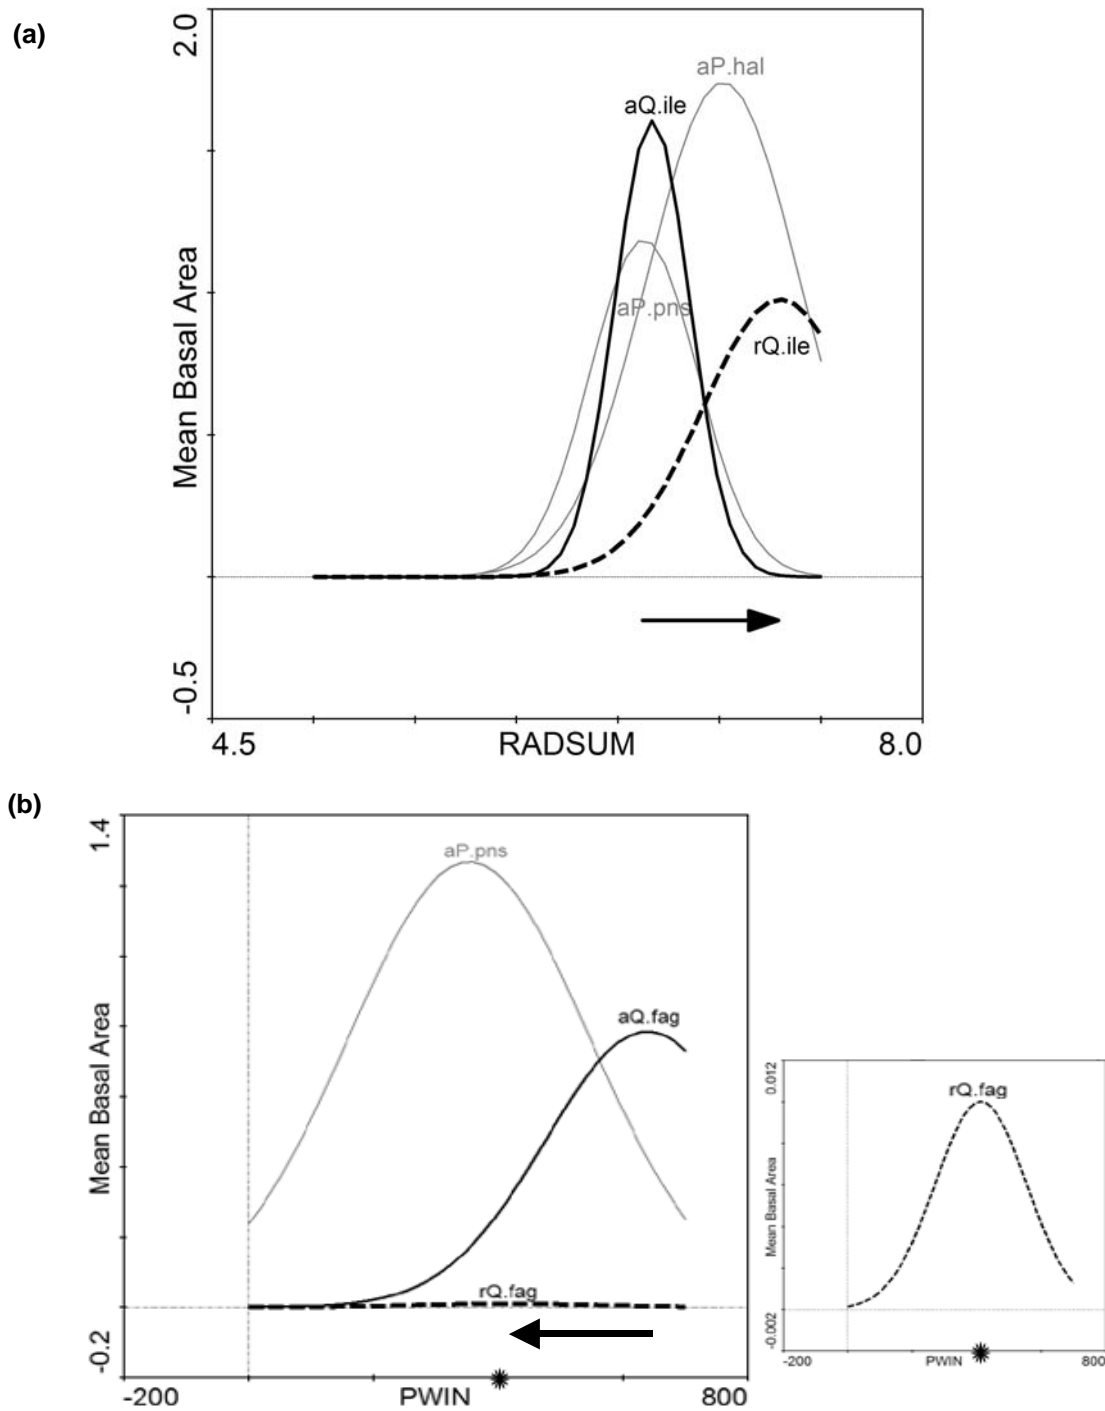 (a)
2.0
aP.hal
aQ.ile
aP.pns
rQ.ile
Mean Basal Area
-0.5
4.5 RADSUM 8.0
(b)
1.4
aP.pns
aQ.fag
rQ.fag
Mean Basal Area
-0.2
-200 PWIN 800
0.012
rQ.fag
Mean Basal Area
-0.002
-200 PWIN 800